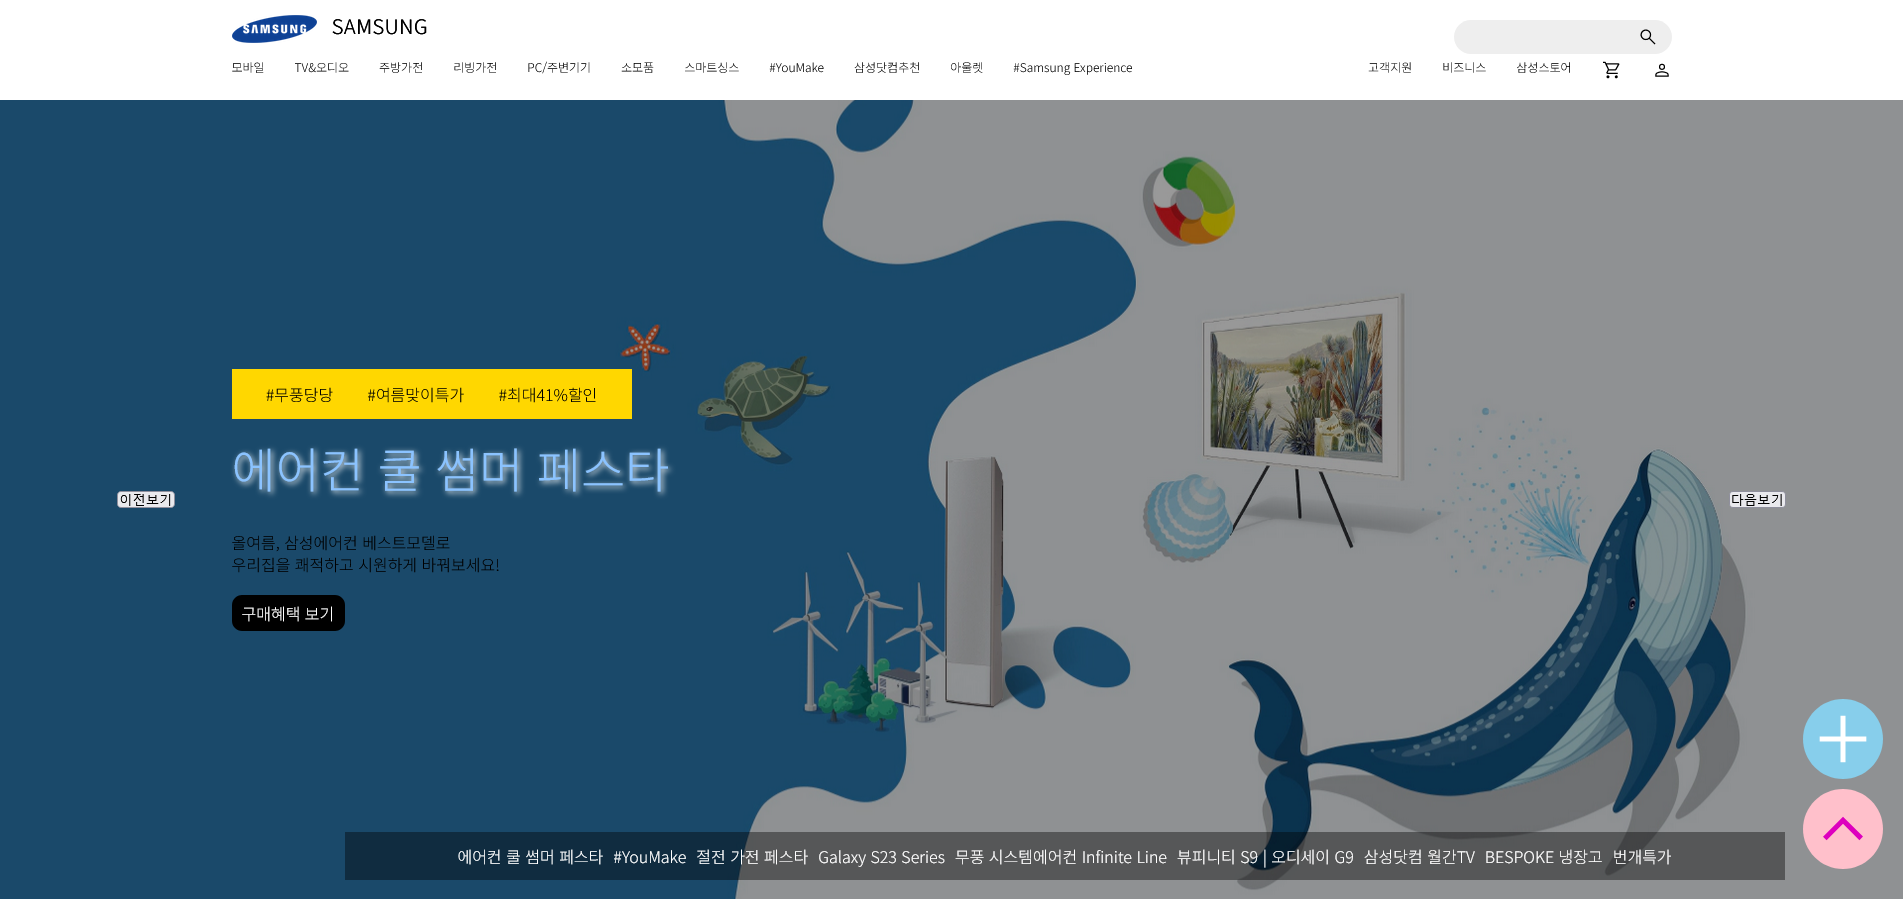 SAMSUNG SAMSUNG
모바일 TV&오디오 주방가전 리빙가전 PC/주변기기 소모품 스마트싱스 #YouMake 삼성닷컴추천 아울렛 #Samsung Experience 고객지원 비즈니스 삼성스토어
#무풍당당 #여름맞이특가 #최대41%할인
에어컨 쿨 썸머 페스타
이전보기 다음보기
올여름, 삼성에어컨 베스트모델로
우리집을 쾌적하고 시원하게 바꿔보세요!
구매혜택 보기
에어컨 쿨 썸머 페스타 #YouMake 절전 가전 페스타 Galaxy S23 Series 무풍 시스템에어컨 Infinite Line 뷰피니티 S9 | 오디세이 G9 삼성닷컴 월간TV BESPOKE 냉장고 번개특가